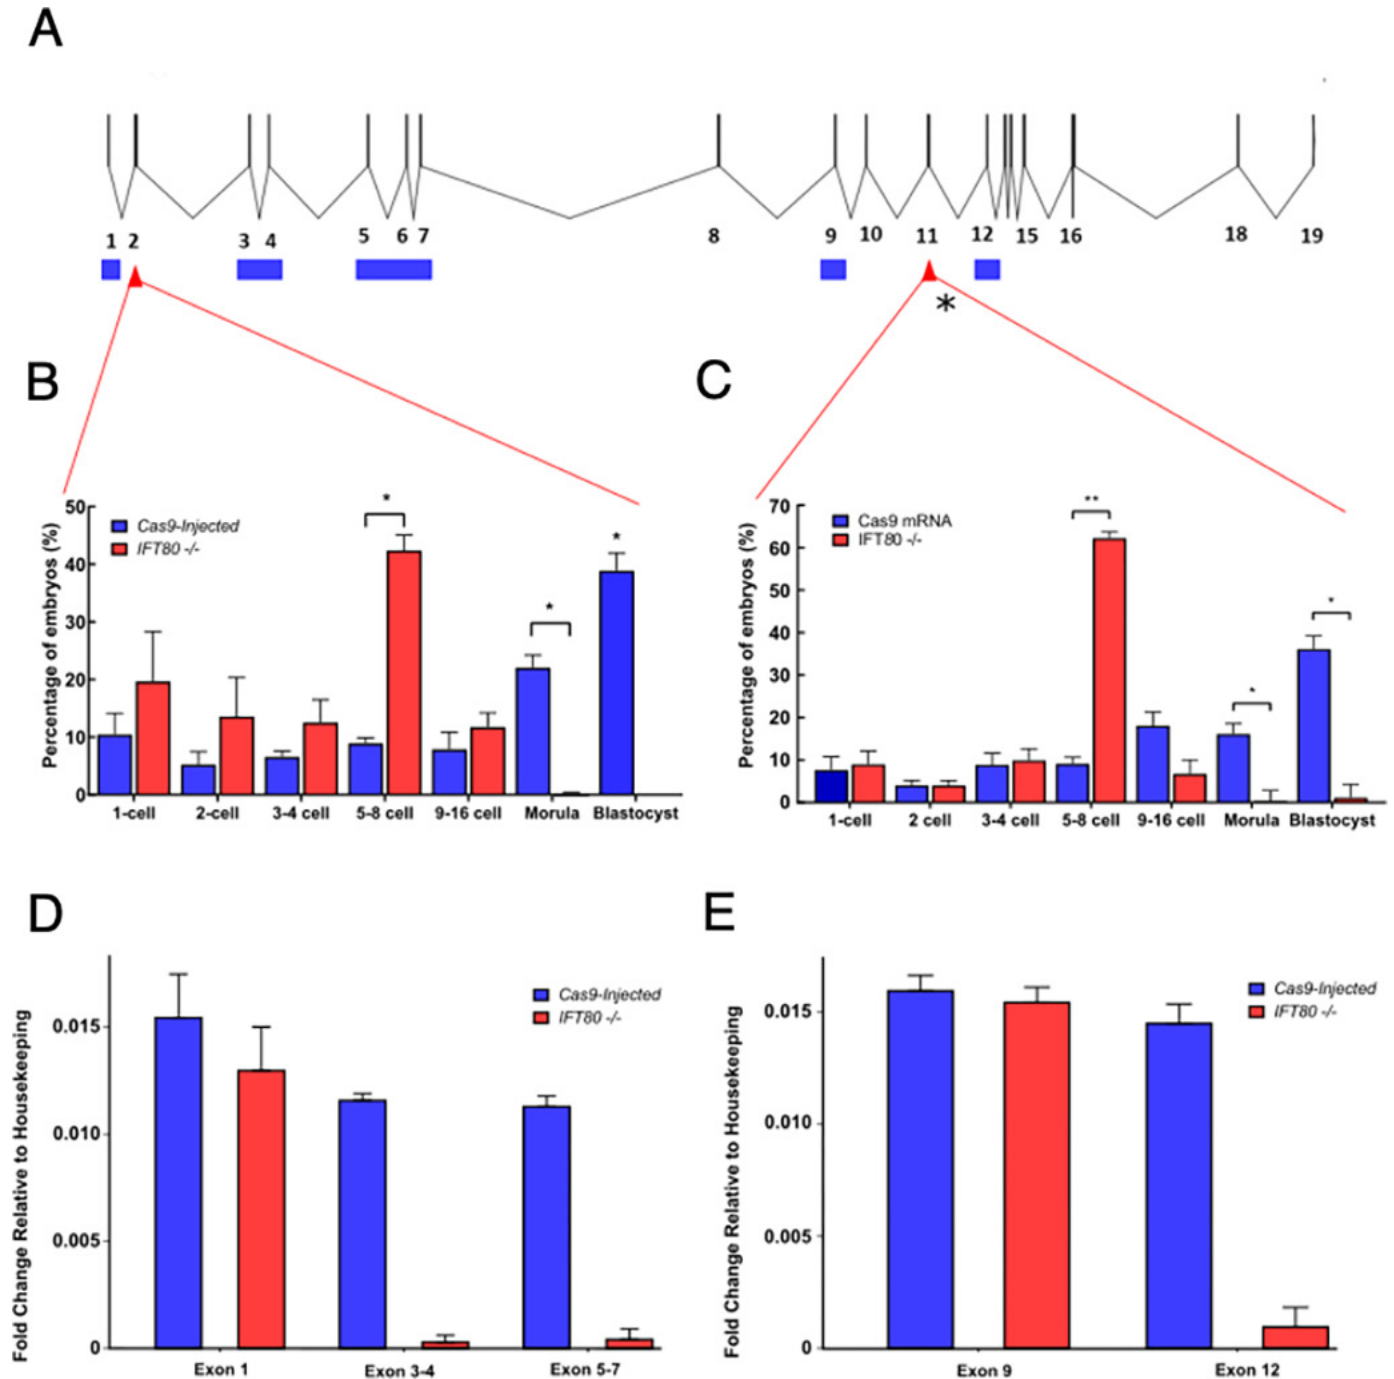 A
1 2 3 4 5 6 7 8 9 10 11 12 15 16 18 19
*
B
50
40
30
20
10
0
Percentage of embryos (%)
Cas9-Injected
IFT80 -/-
*
*
*
1-cell 2-cell 3-4 cell 5-8 cell 9-16 cell Morula Blastocyst
C
70
60
50
40
30
20
10
0
Percentage of embryos (%)
Cas9 mRNA
IFT80 -/-
**
*
*
1-cell 2 cell 3-4 cell 5-8 cell 9-16 cell Morula Blastocyst
D
Fold Change Relative to Housekeeping
0.015
0.010
0.005
0
Cas9-Injected
IFT80 -/-
Exon 1 Exon 3-4 Exon 5-7
E
Fold Change Relative to Housekeeping
0.015
0.010
0.005
0
Cas9-Injected
IFT80 -/-
Exon 9 Exon 12